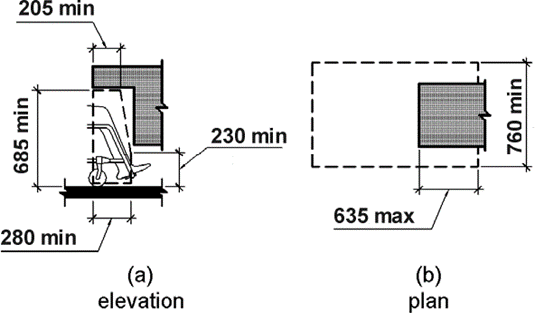 205 min
685 min
230 min
280 min
(a)
elevation
760 min
635 max
(b)
plan